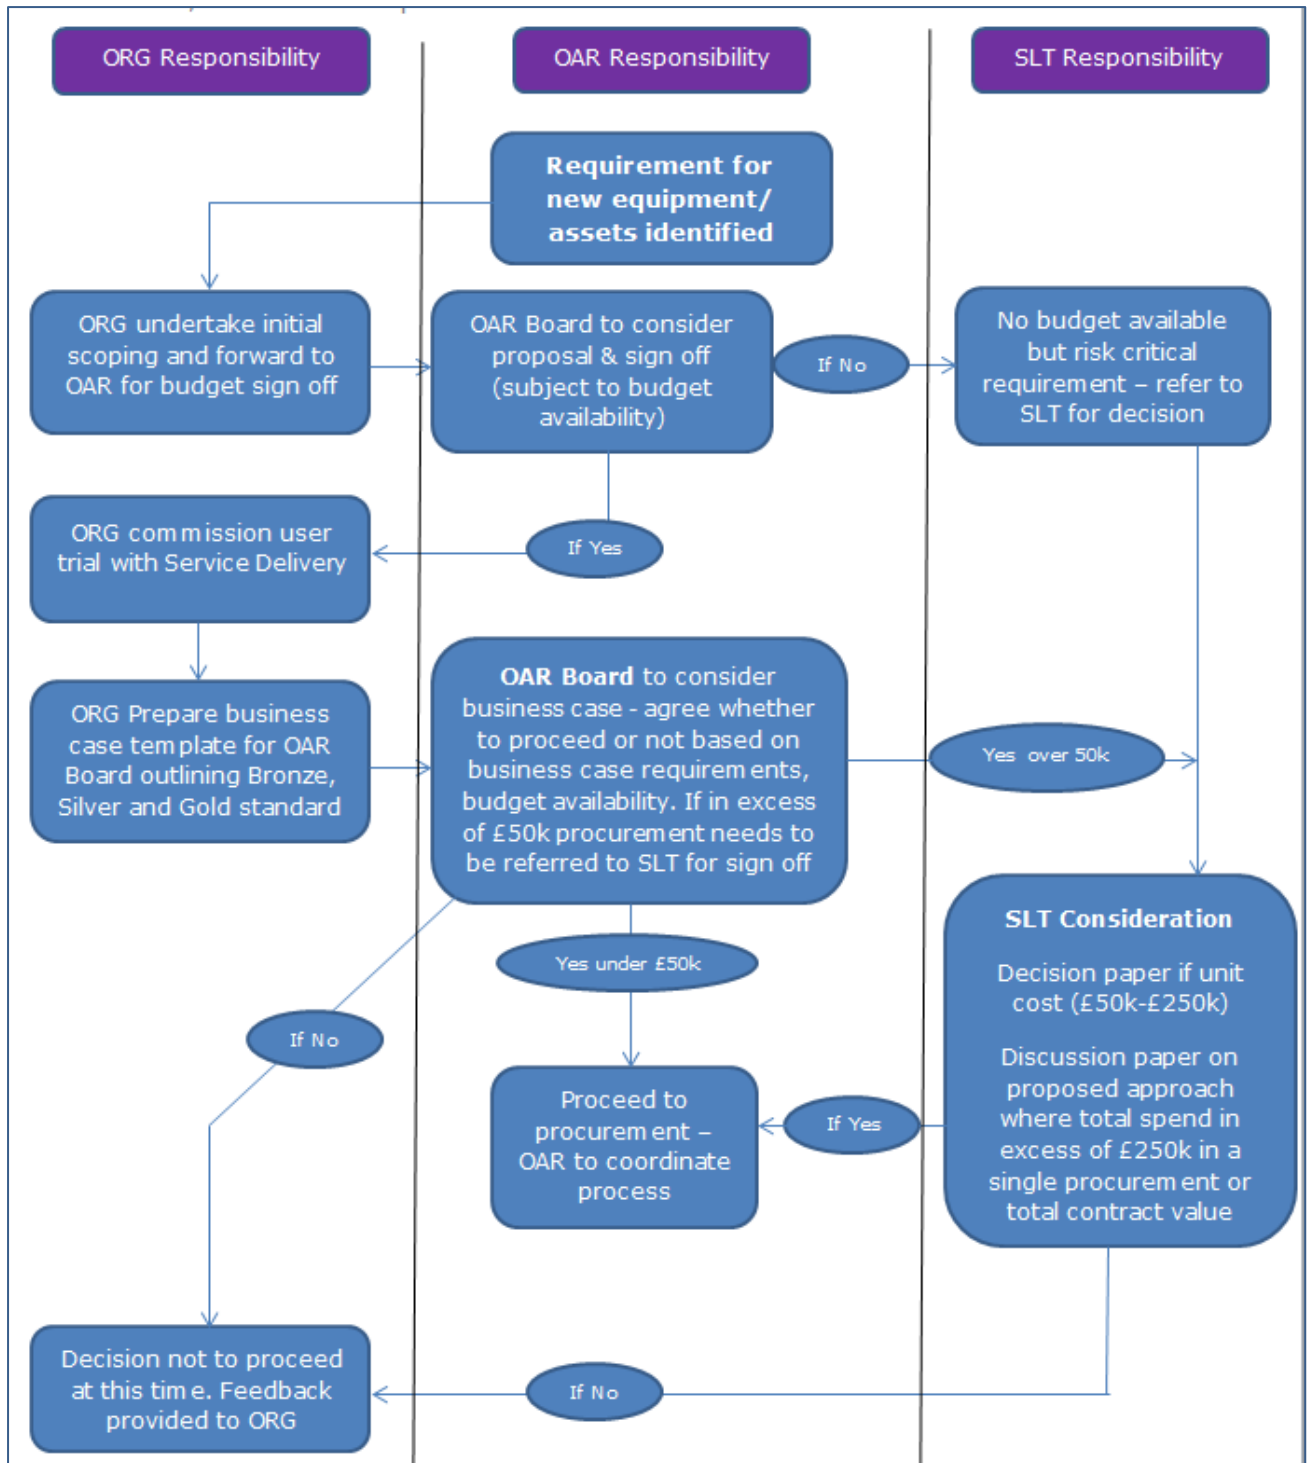 ORG Responsibility
OAR Responsibility
SLT Responsibility
Requirement for
new equipment/
assets identified
ORG undertake initial
scoping and forward to
OAR for budget sign off
OAR Board to consider
proposal & sign off
(subject to budget
availability)
If No
No budget available
but risk critical
requirement – refer to
SLT for decision
If Yes
ORG commission user
trial with Service Delivery
ORG Prepare business
case template for OAR
Board outlining Bronze,
Silver and Gold standard
OAR Board to consider
business case - agree whether
to proceed or not based on
business case requirements,
budget availability. If in excess
of £50k procurement needs to
be referred to SLT for sign off
Yes over 50k
Yes under £50k
If No
SLT Consideration
Decision paper if unit
cost (£50k-£250k)
Discussion paper on
proposed approach
where total spend in
excess of £250k in a
single procurement or
total contract value
If Yes
Proceed to
procurement –
OAR to coordinate
process
If No
Decision not to proceed
at this time. Feedback
provided to ORG